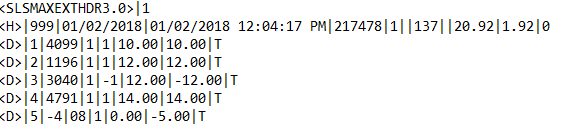 <SLSMAXEXTHDR3.0>|1
<H>|999|01/02/2018|01/02/2018 12:04:17 PM|217478|1||137||20.92|1.92|0
<D>|1|4099|1|1|10.00|10.00|T
<D>|2|1196|1|1|12.00|12.00|T
<D>|3|3040|1|-1|12.00|-12.00|T
<D>|4|4791|1|1|14.00|14.00|T
<D>|5|-4|08|1|0.00|-5.00|T